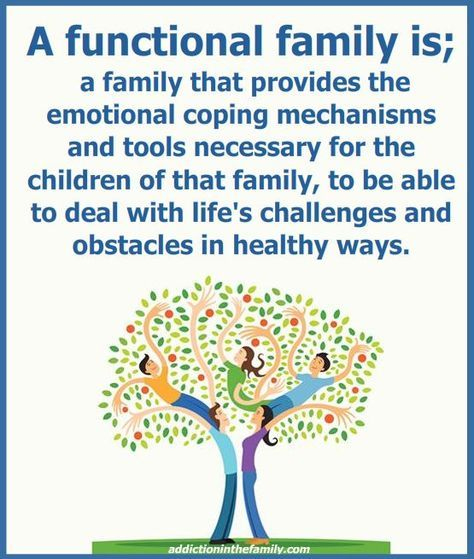 A functional family is;
a family that provides the
emotional coping mechanisms
and tools necessary for the
children of that family, to be able
to deal with life's challenges and
obstacles in healthy ways.
addictioninthefamily.com